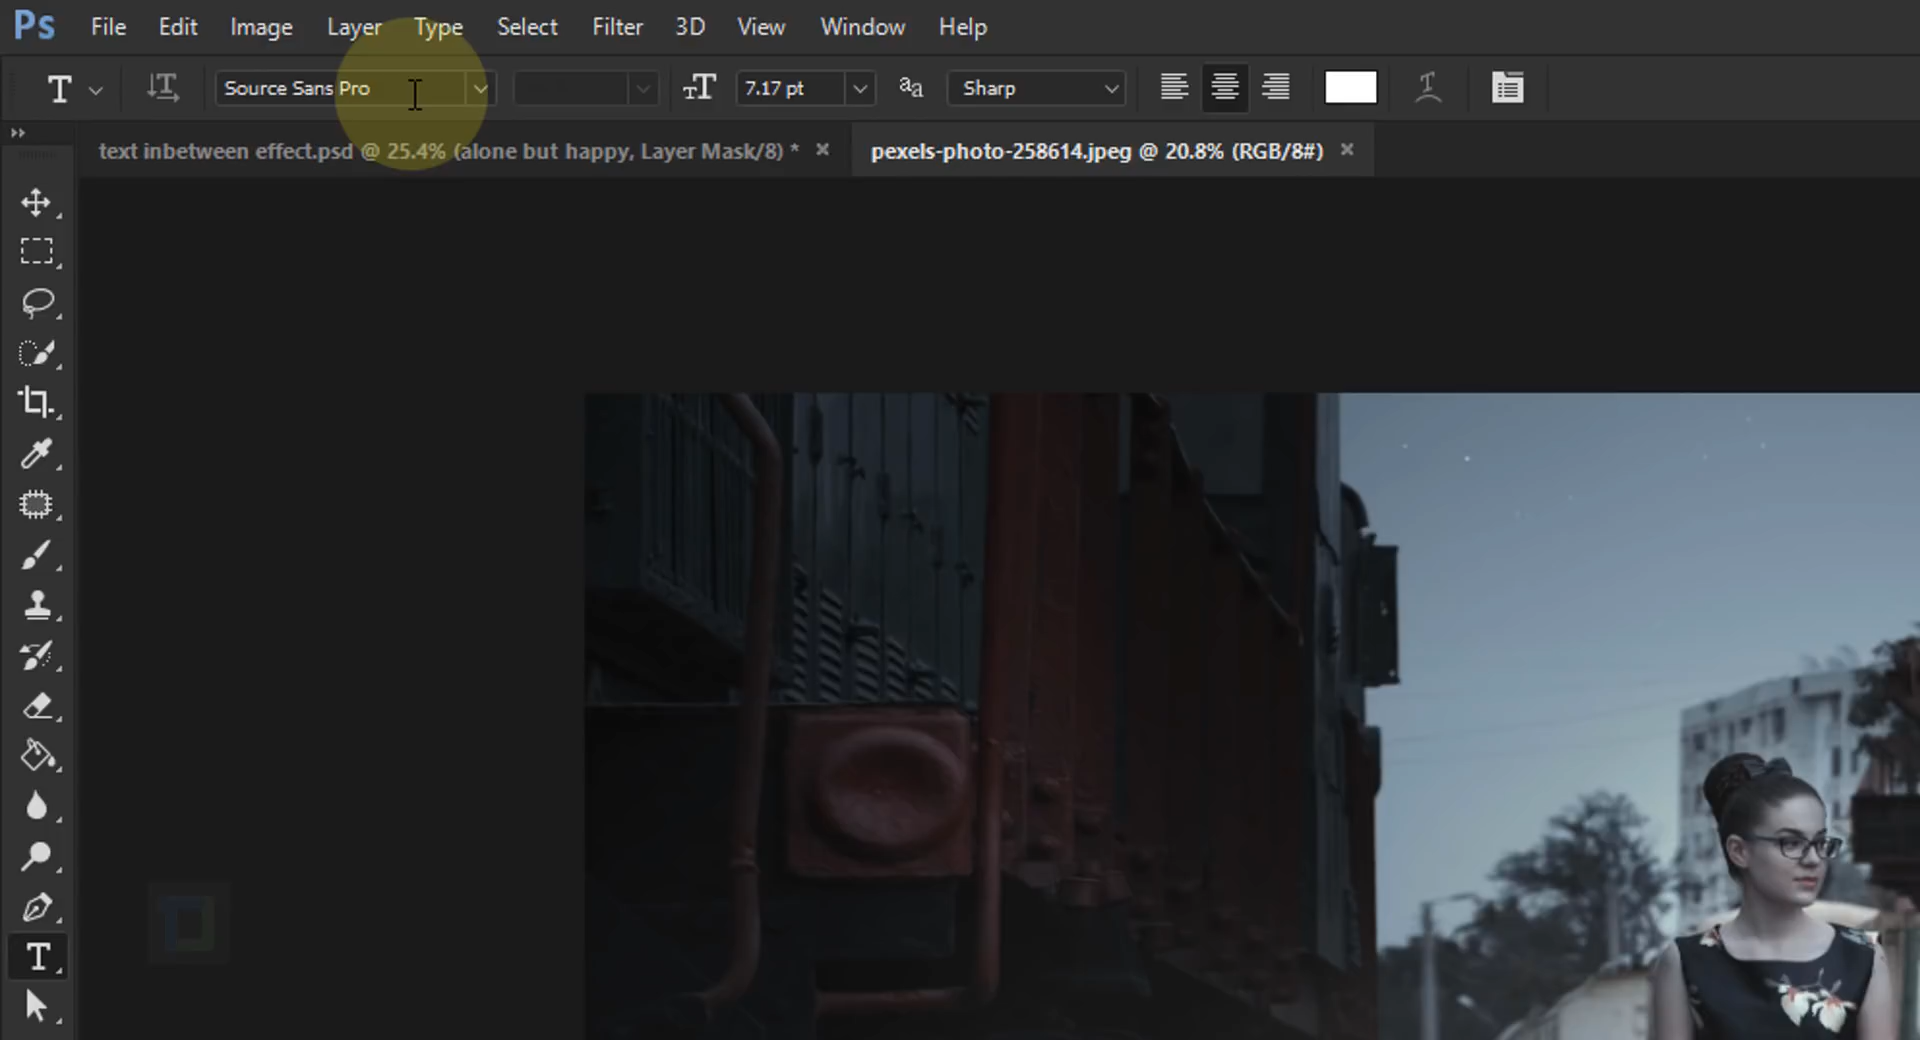 Ps File Edit Image Layer Type Select Filter 3D View Window Help
T Source Sans Pro 7.17 pt aa Sharp
text inbetween effect.psd @ 25.4% (alone but happy, Layer Mask/8) * × pexels-photo-258614.jpeg @ 20.8% (RGB/8#) ×